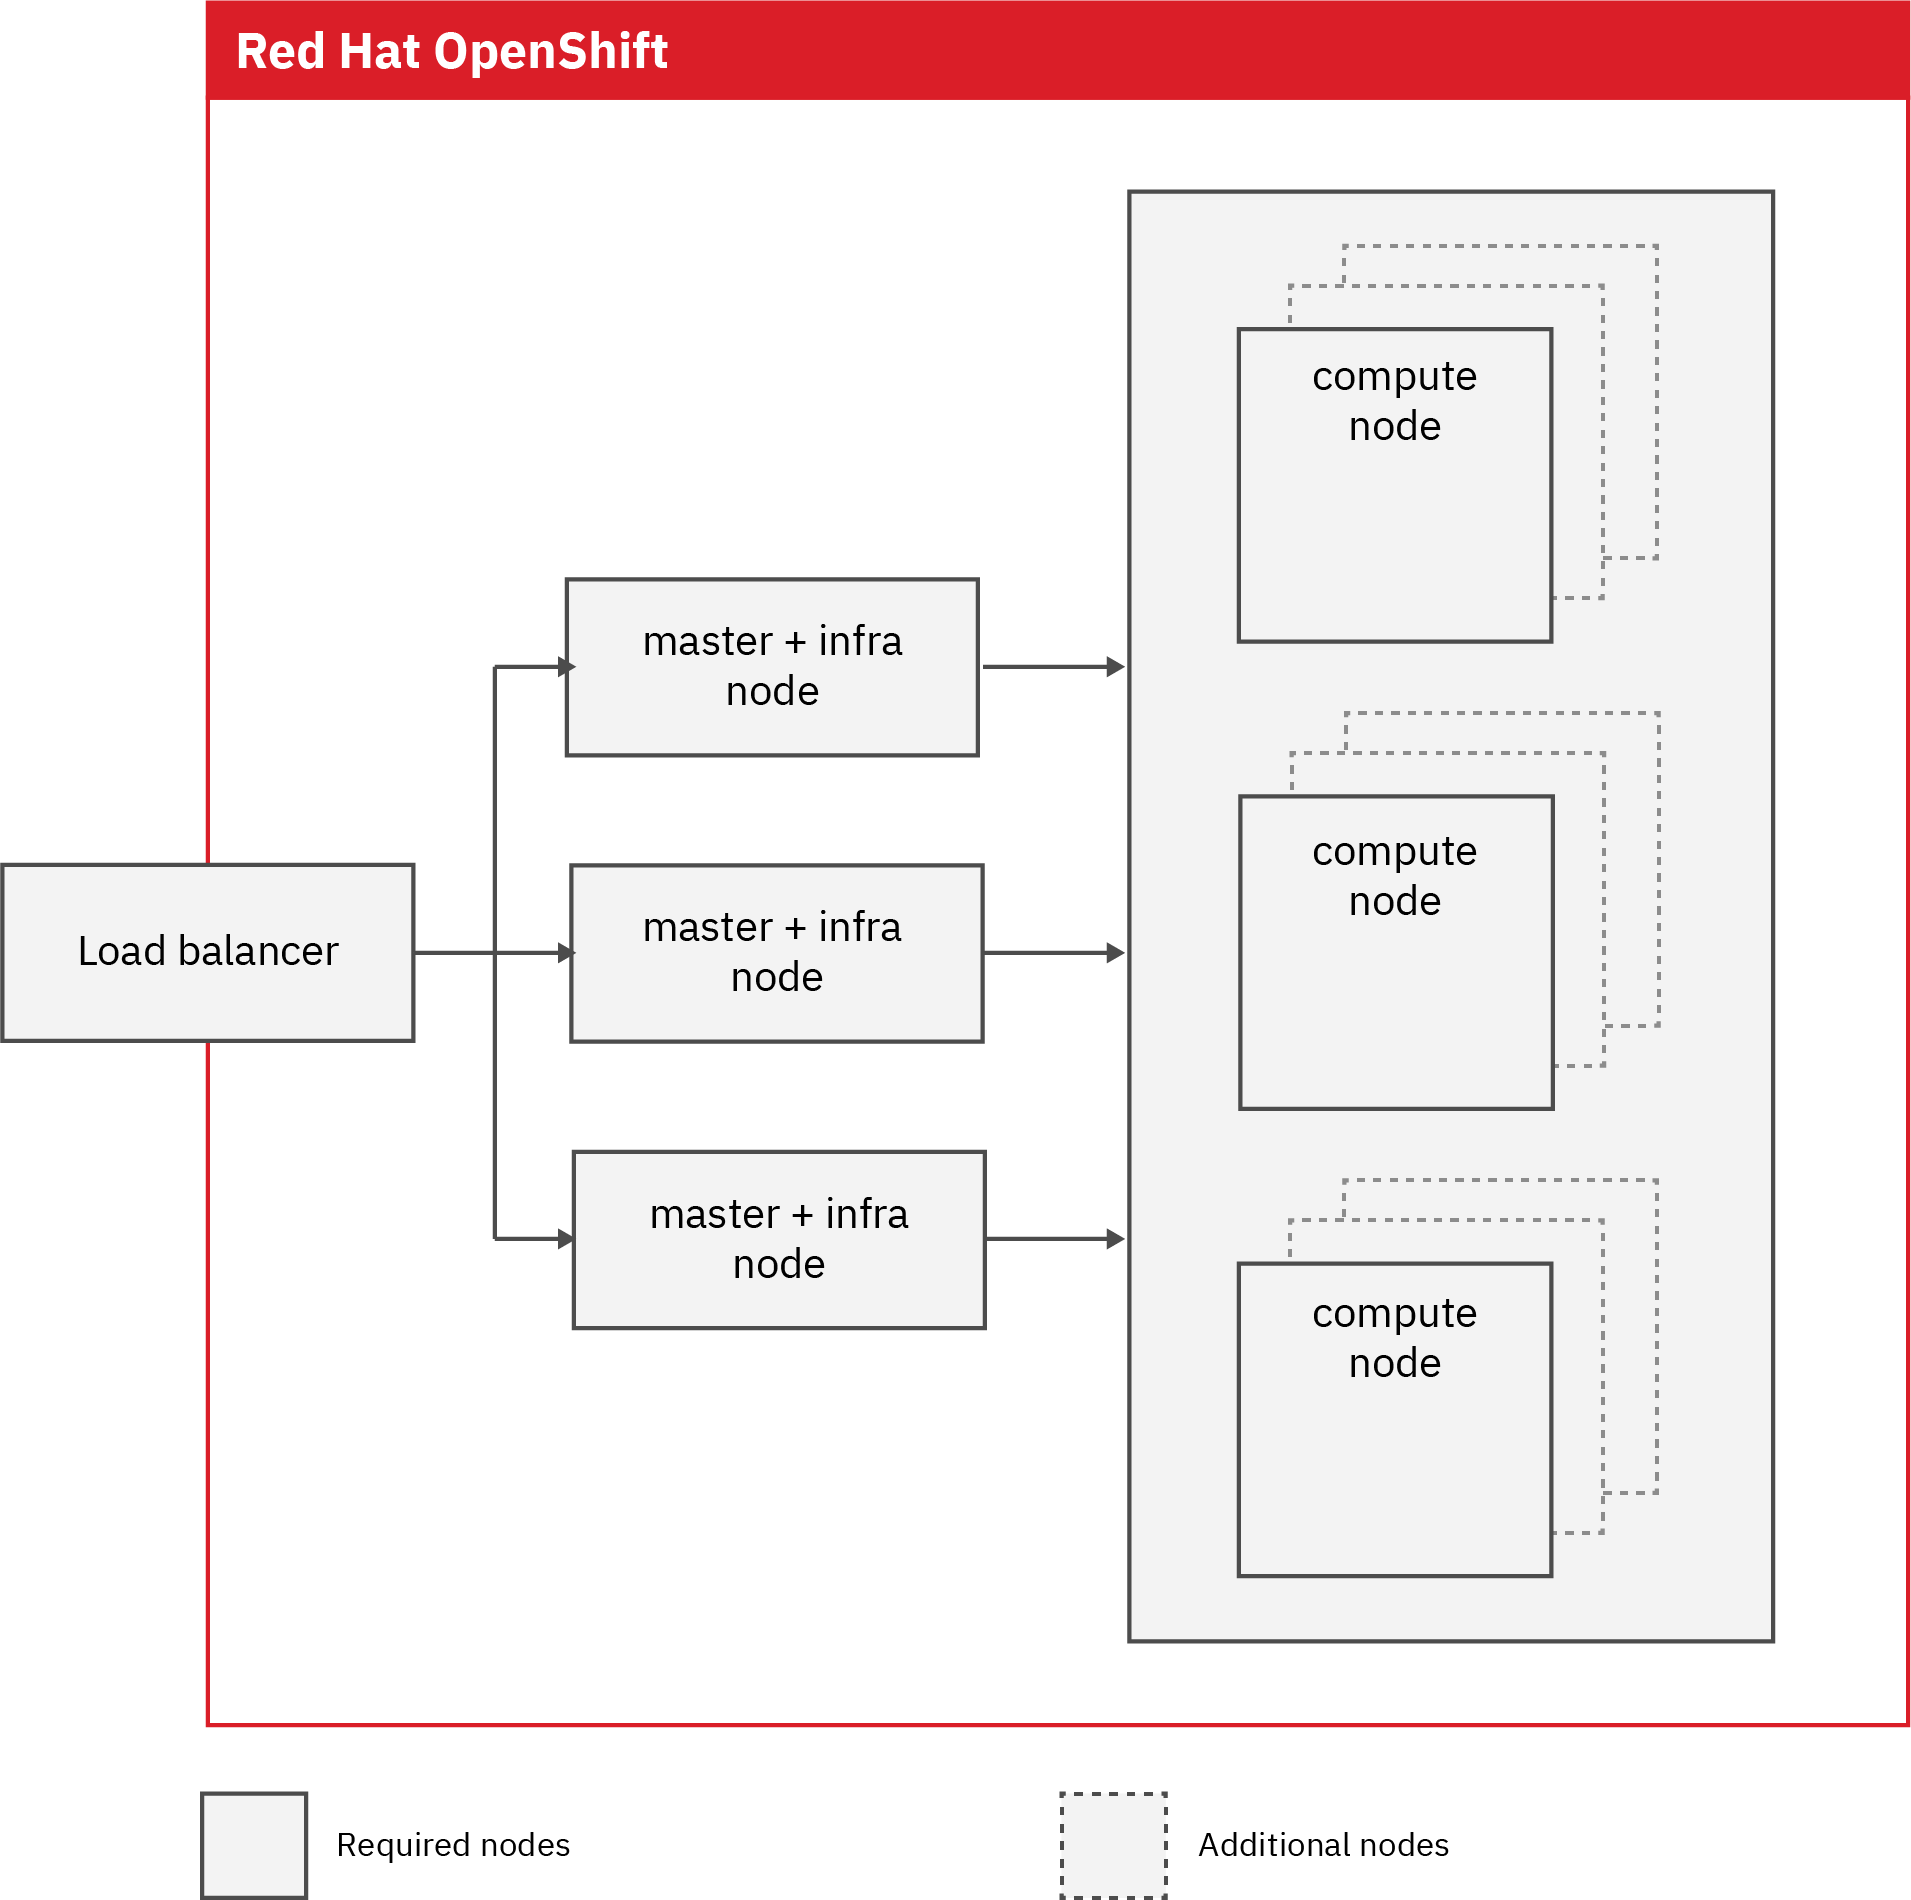 Red Hat OpenShift
compute
node
master + infra
node
compute
node
Load balancer
master + infra
node
master + infra
node
compute
node
Required nodes
Additional nodes